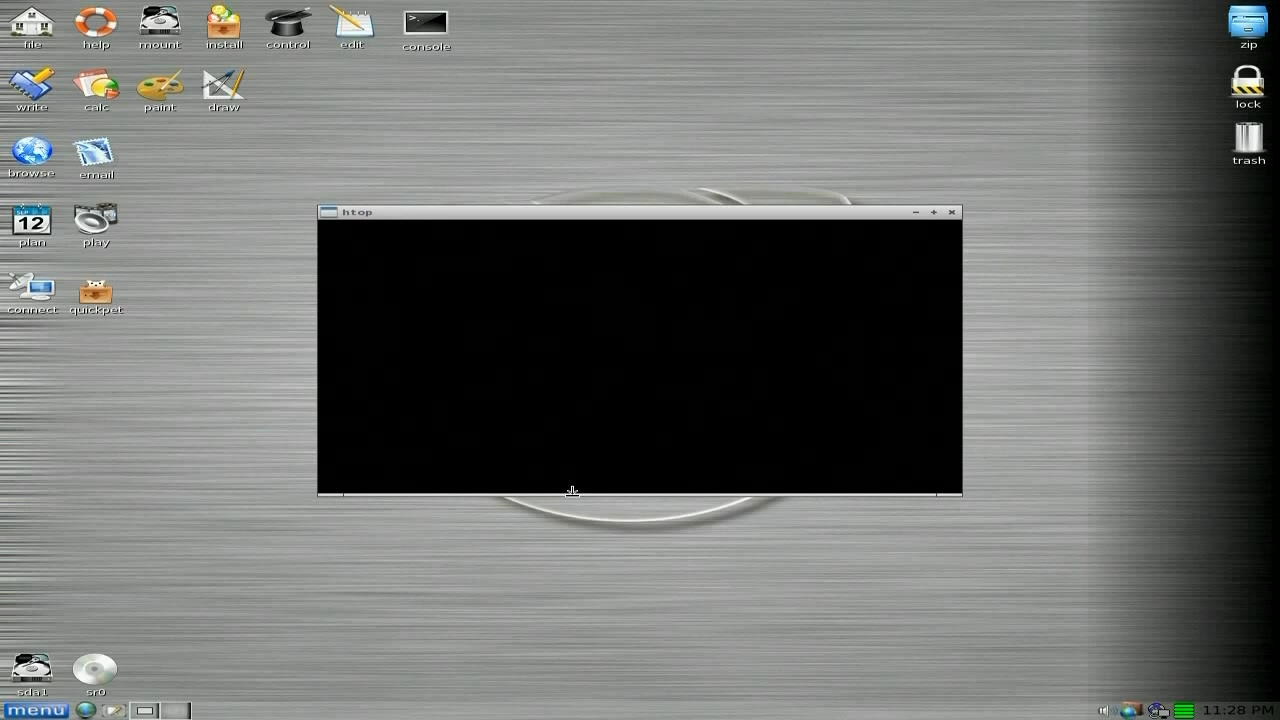 file help mount install control edit console
zip
write calc paint draw
lock
browse email
trash
SEP
12
plan play
connect quickpet
htop
sda1 sr0
menu
11:28 PM